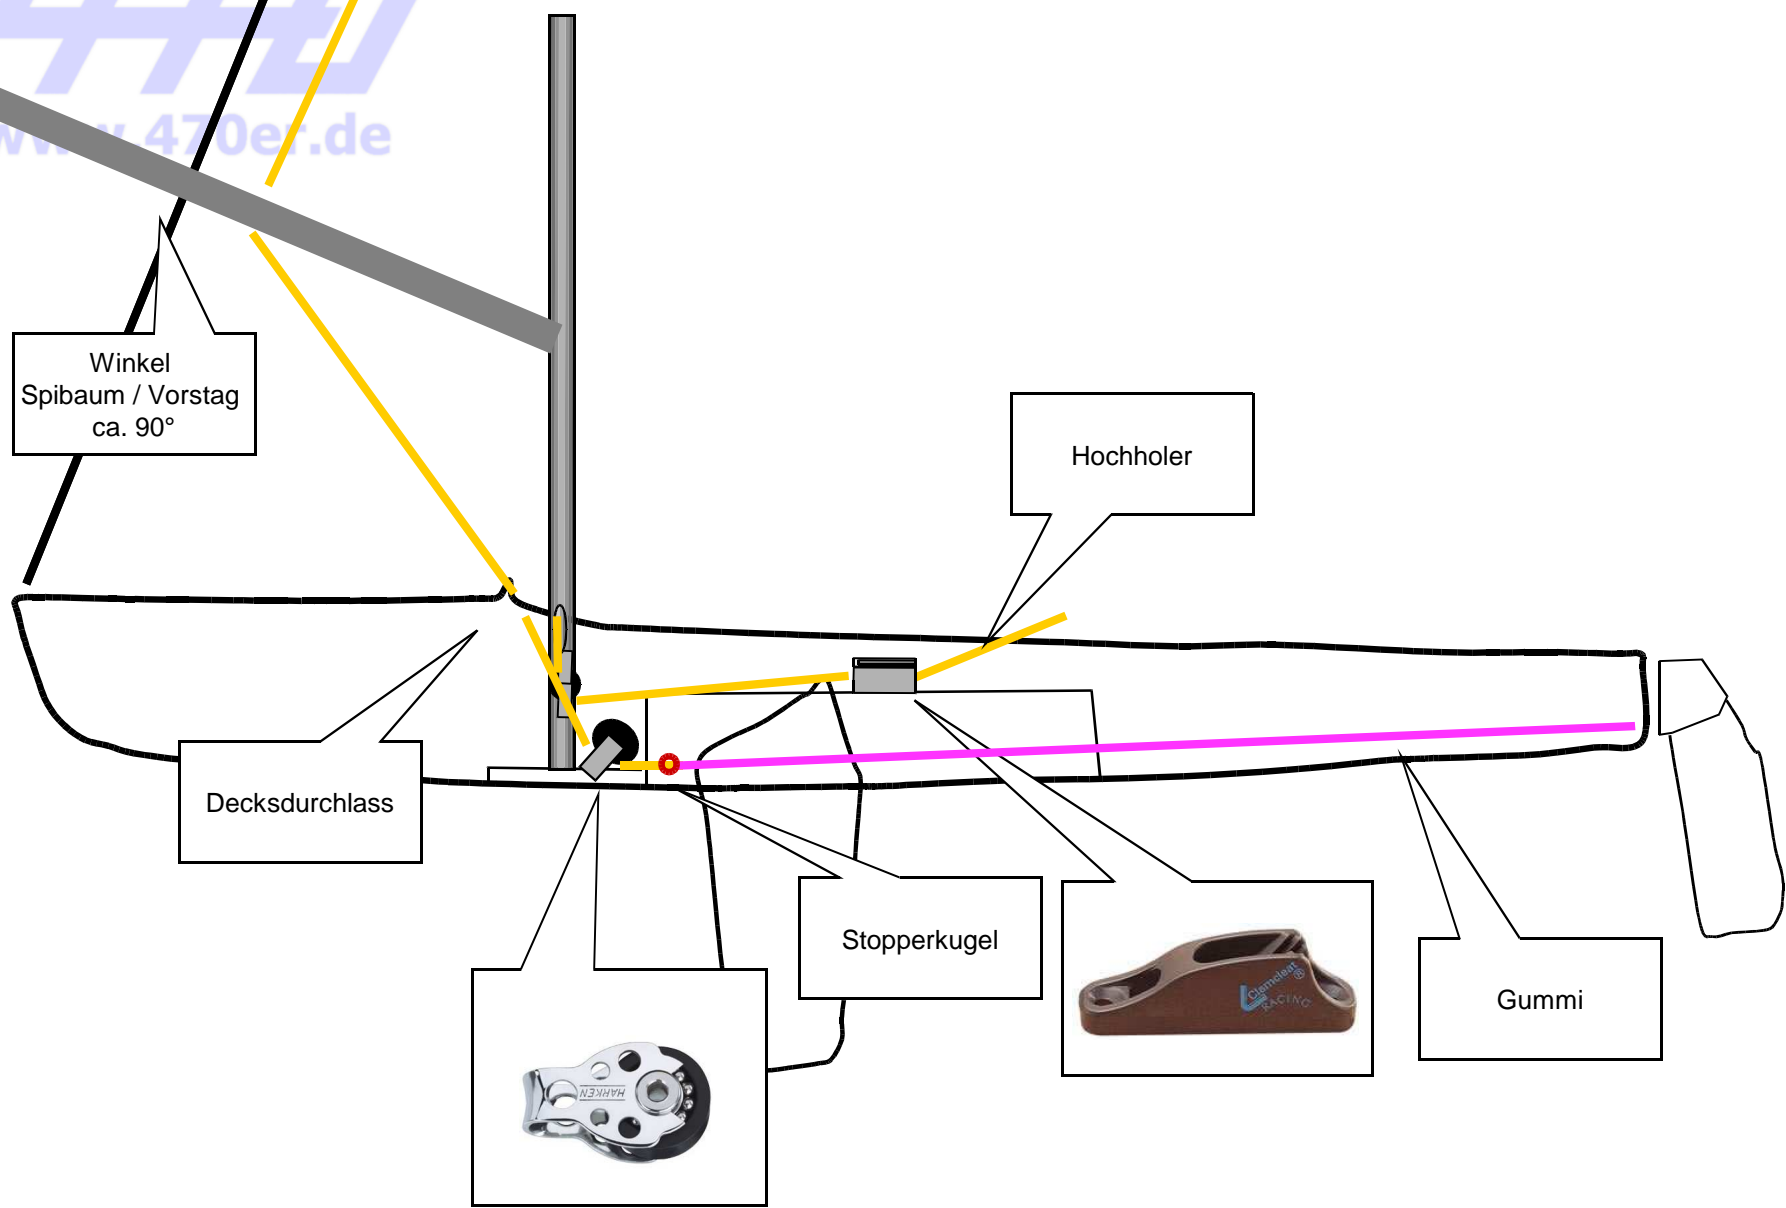 www.470er.de
Winkel
Spibaum / Vorstag
ca. 90°
Hochholer
Decksdurchlass
Stopperkugel
Clamcleat ®
RACING
Gummi
HARKEN